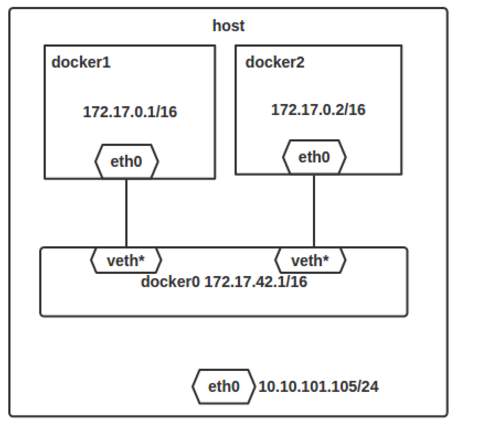 host
docker1
docker2
172.17.0.1/16
172.17.0.2/16
eth0
eth0
veth*
veth*
docker0 172.17.42.1/16
eth0 10.10.101.105/24